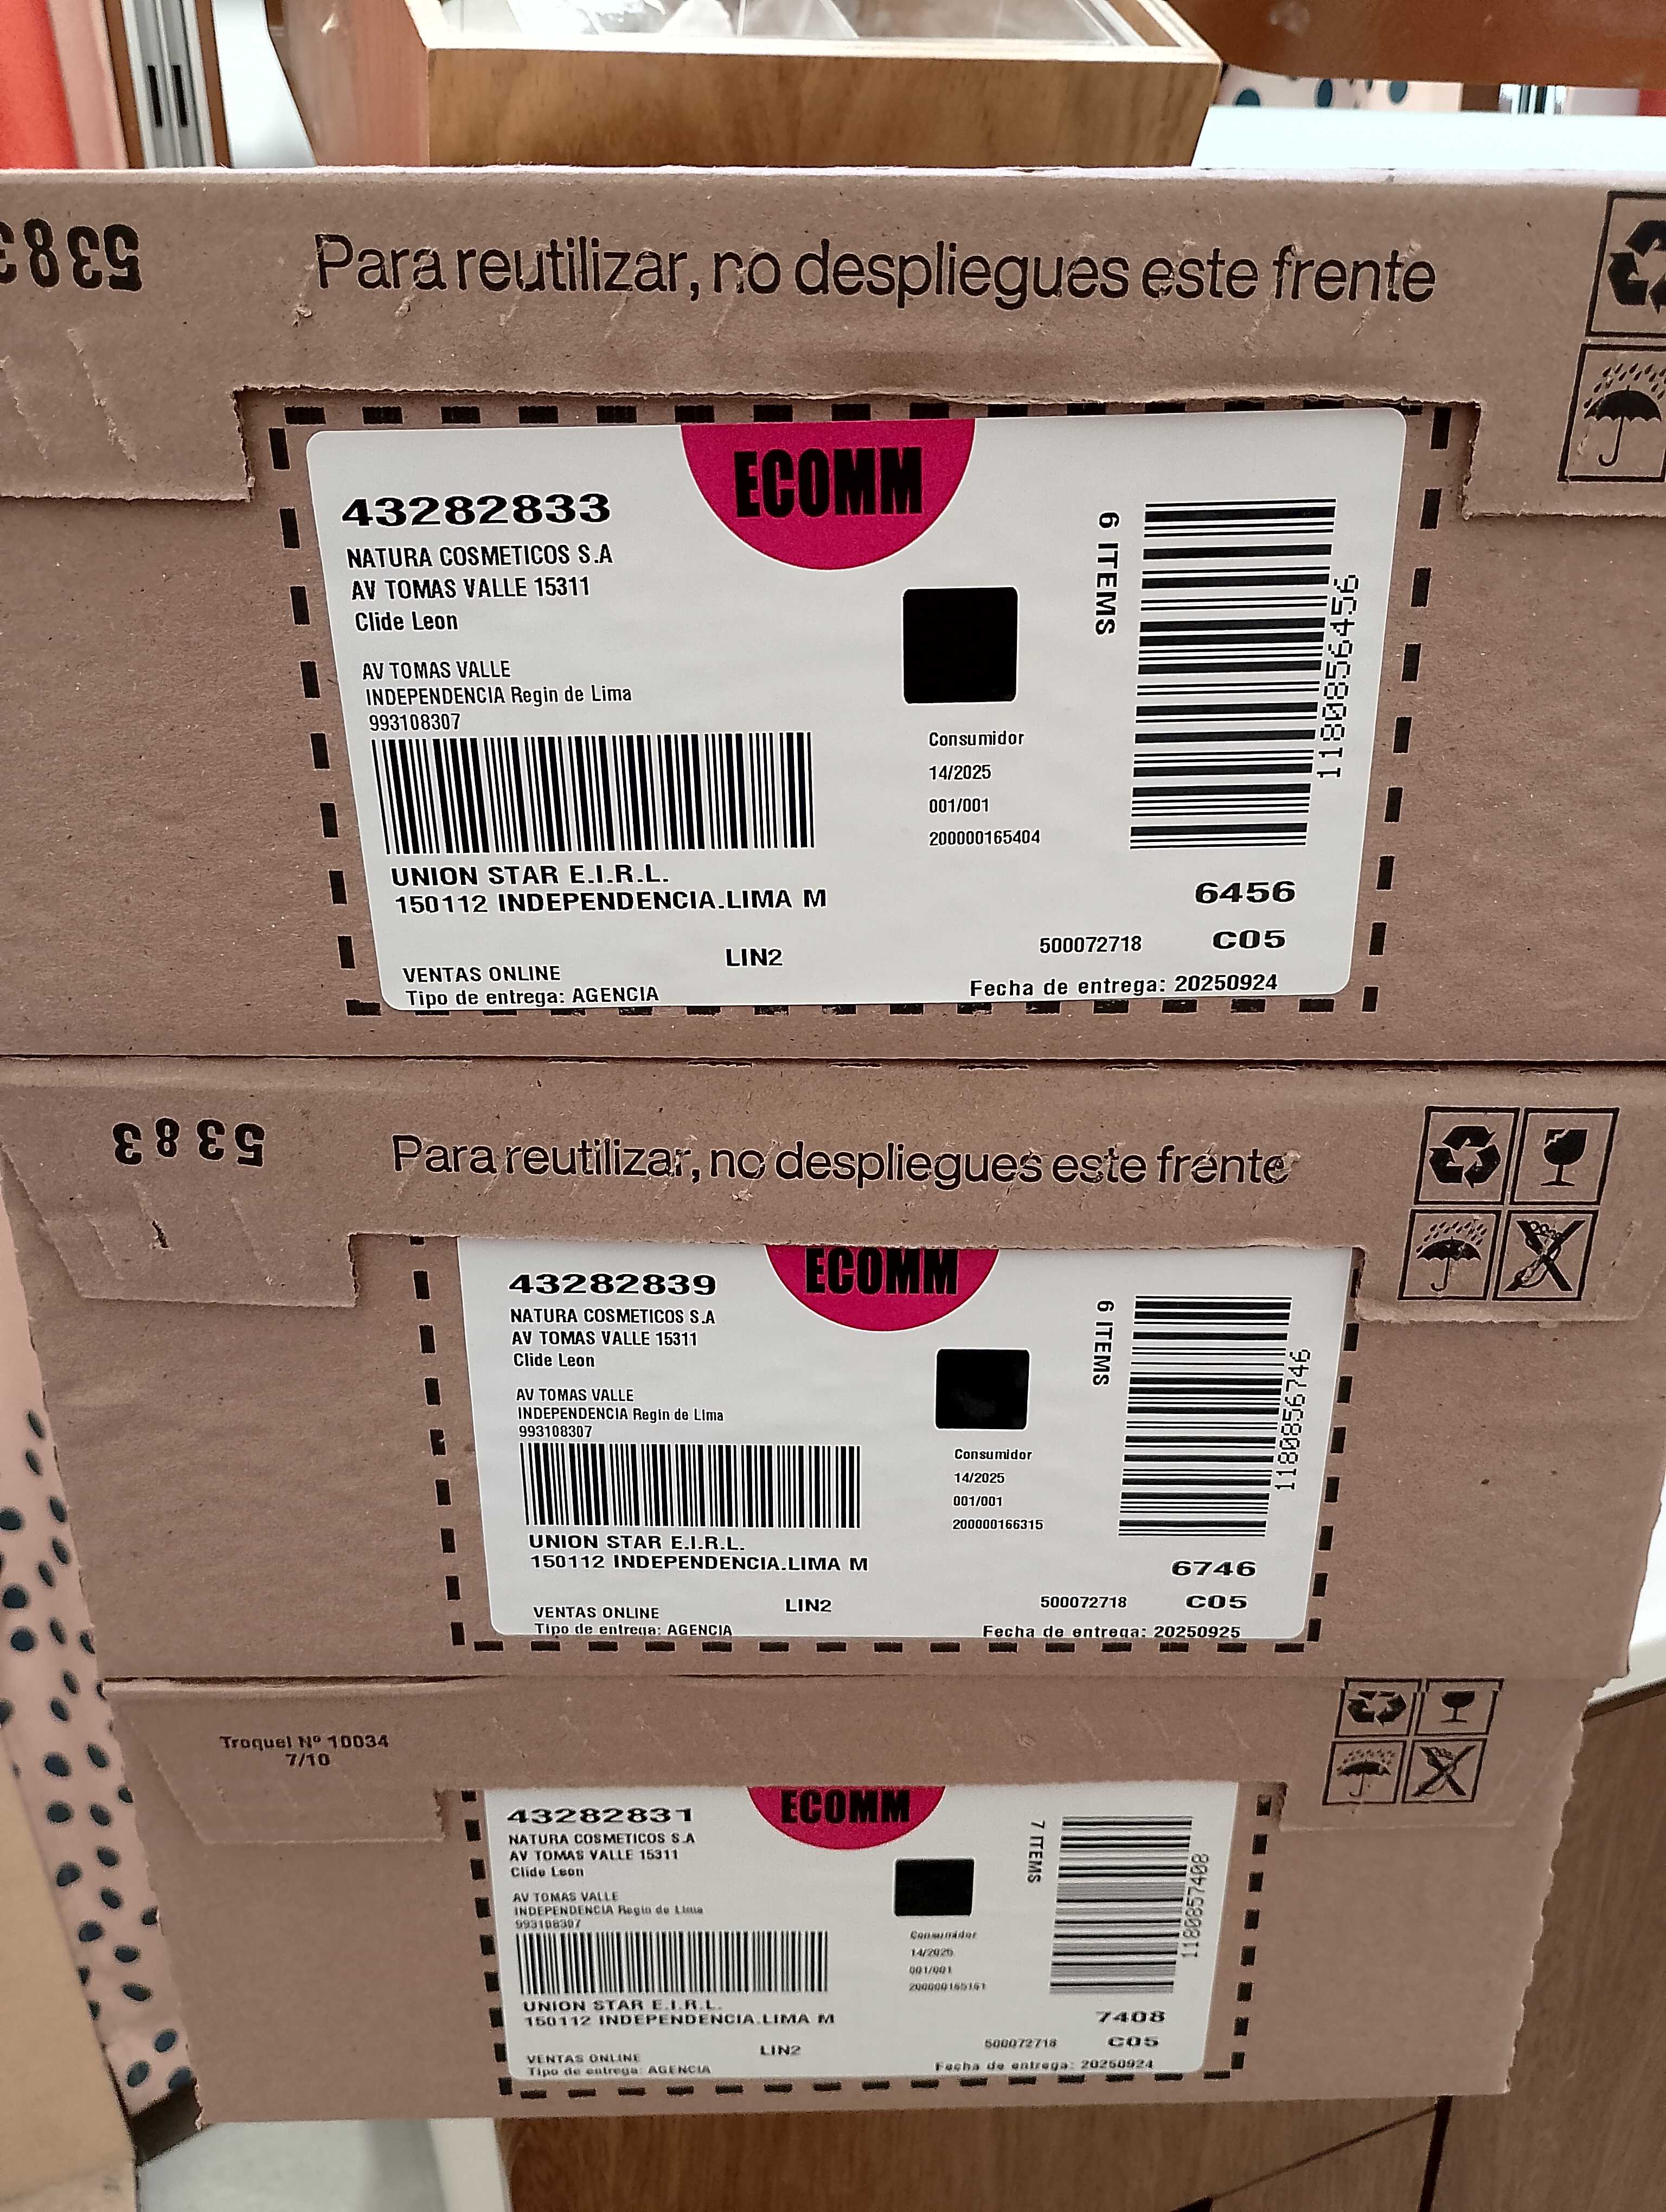 5383
Para reutilizar, no despliegues este frente
ECOMM
43282833
NATURA COSMETICOS S.A
AV TOMAS VALLE 15311
Clide Leon
AV TOMAS VALLE
INDEPENDENCIA Regin de Lima
993108307
UNION STAR E.I.R.L.
150112 INDEPENDENCIA.LIMA M
LIN2
VENTAS ONLINE
Tipo de entrega: AGENCIA
6 ITEMS
1180856456
Consumidor
14/2025
001/001
200000165404
6456
500072718 C05
Fecha de entrega: 20250924
5383
Para reutilizar, no despliegues este frente
ECOMM
43282839
NATURA COSMETICOS S.A
AV TOMAS VALLE 15311
Clide Leon
AV TOMAS VALLE
INDEPENDENCIA Regin de Lima
993108307
UNION STAR E.I.R.L.
150112 INDEPENDENCIA.LIMA M
LIN2
VENTAS ONLINE
Tipo de entrega: AGENCIA
6 ITEMS
1180856746
Consumidor
14/2025
001/001
200000166315
6746
500072718 C05
Fecha de entrega: 20250925
Troquel Nº 10034
7/10
ECOMM
43282831
NATURA COSMETICOS S.A
AV TOMAS VALLE 15311
Clide Leon
AV TOMAS VALLE
INDEPENDENCIA Regin de Lima
993108307
UNION STAR E.I.R.L.
150112 INDEPENDENCIA.LIMA M
LIN2
VENTAS ONLINE
Tipo de entrega: AGENCIA
7 ITEMS
1180857408
Consumidor
14/2025
001/001
200000165161
7408
500072718 C05
Fecha de entrega: 20250924